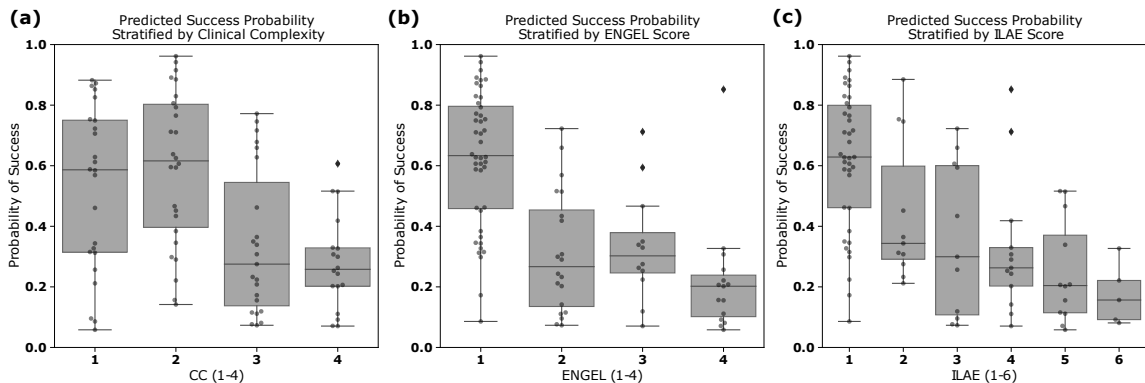 (a)
Predicted Success Probability
Stratified by Clinical Complexity
Probability of Success
1.0
0.8
0.6
0.4
0.2
0.0
1 2 3 4
CC (1-4)
(b)
Predicted Success Probability
Stratified by ENGEL Score
Probability of Success
1.0
0.8
0.6
0.4
0.2
0.0
1 2 3 4
ENGEL (1-4)
(c)
Predicted Success Probability
Stratified by ILAE Score
Probability of Success
1.0
0.8
0.6
0.4
0.2
0.0
1 2 3 4 5 6
ILAE (1-6)